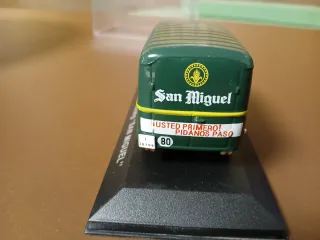 San Miguel
¡USTED PRIMERO!
PIDANOS PASO
80